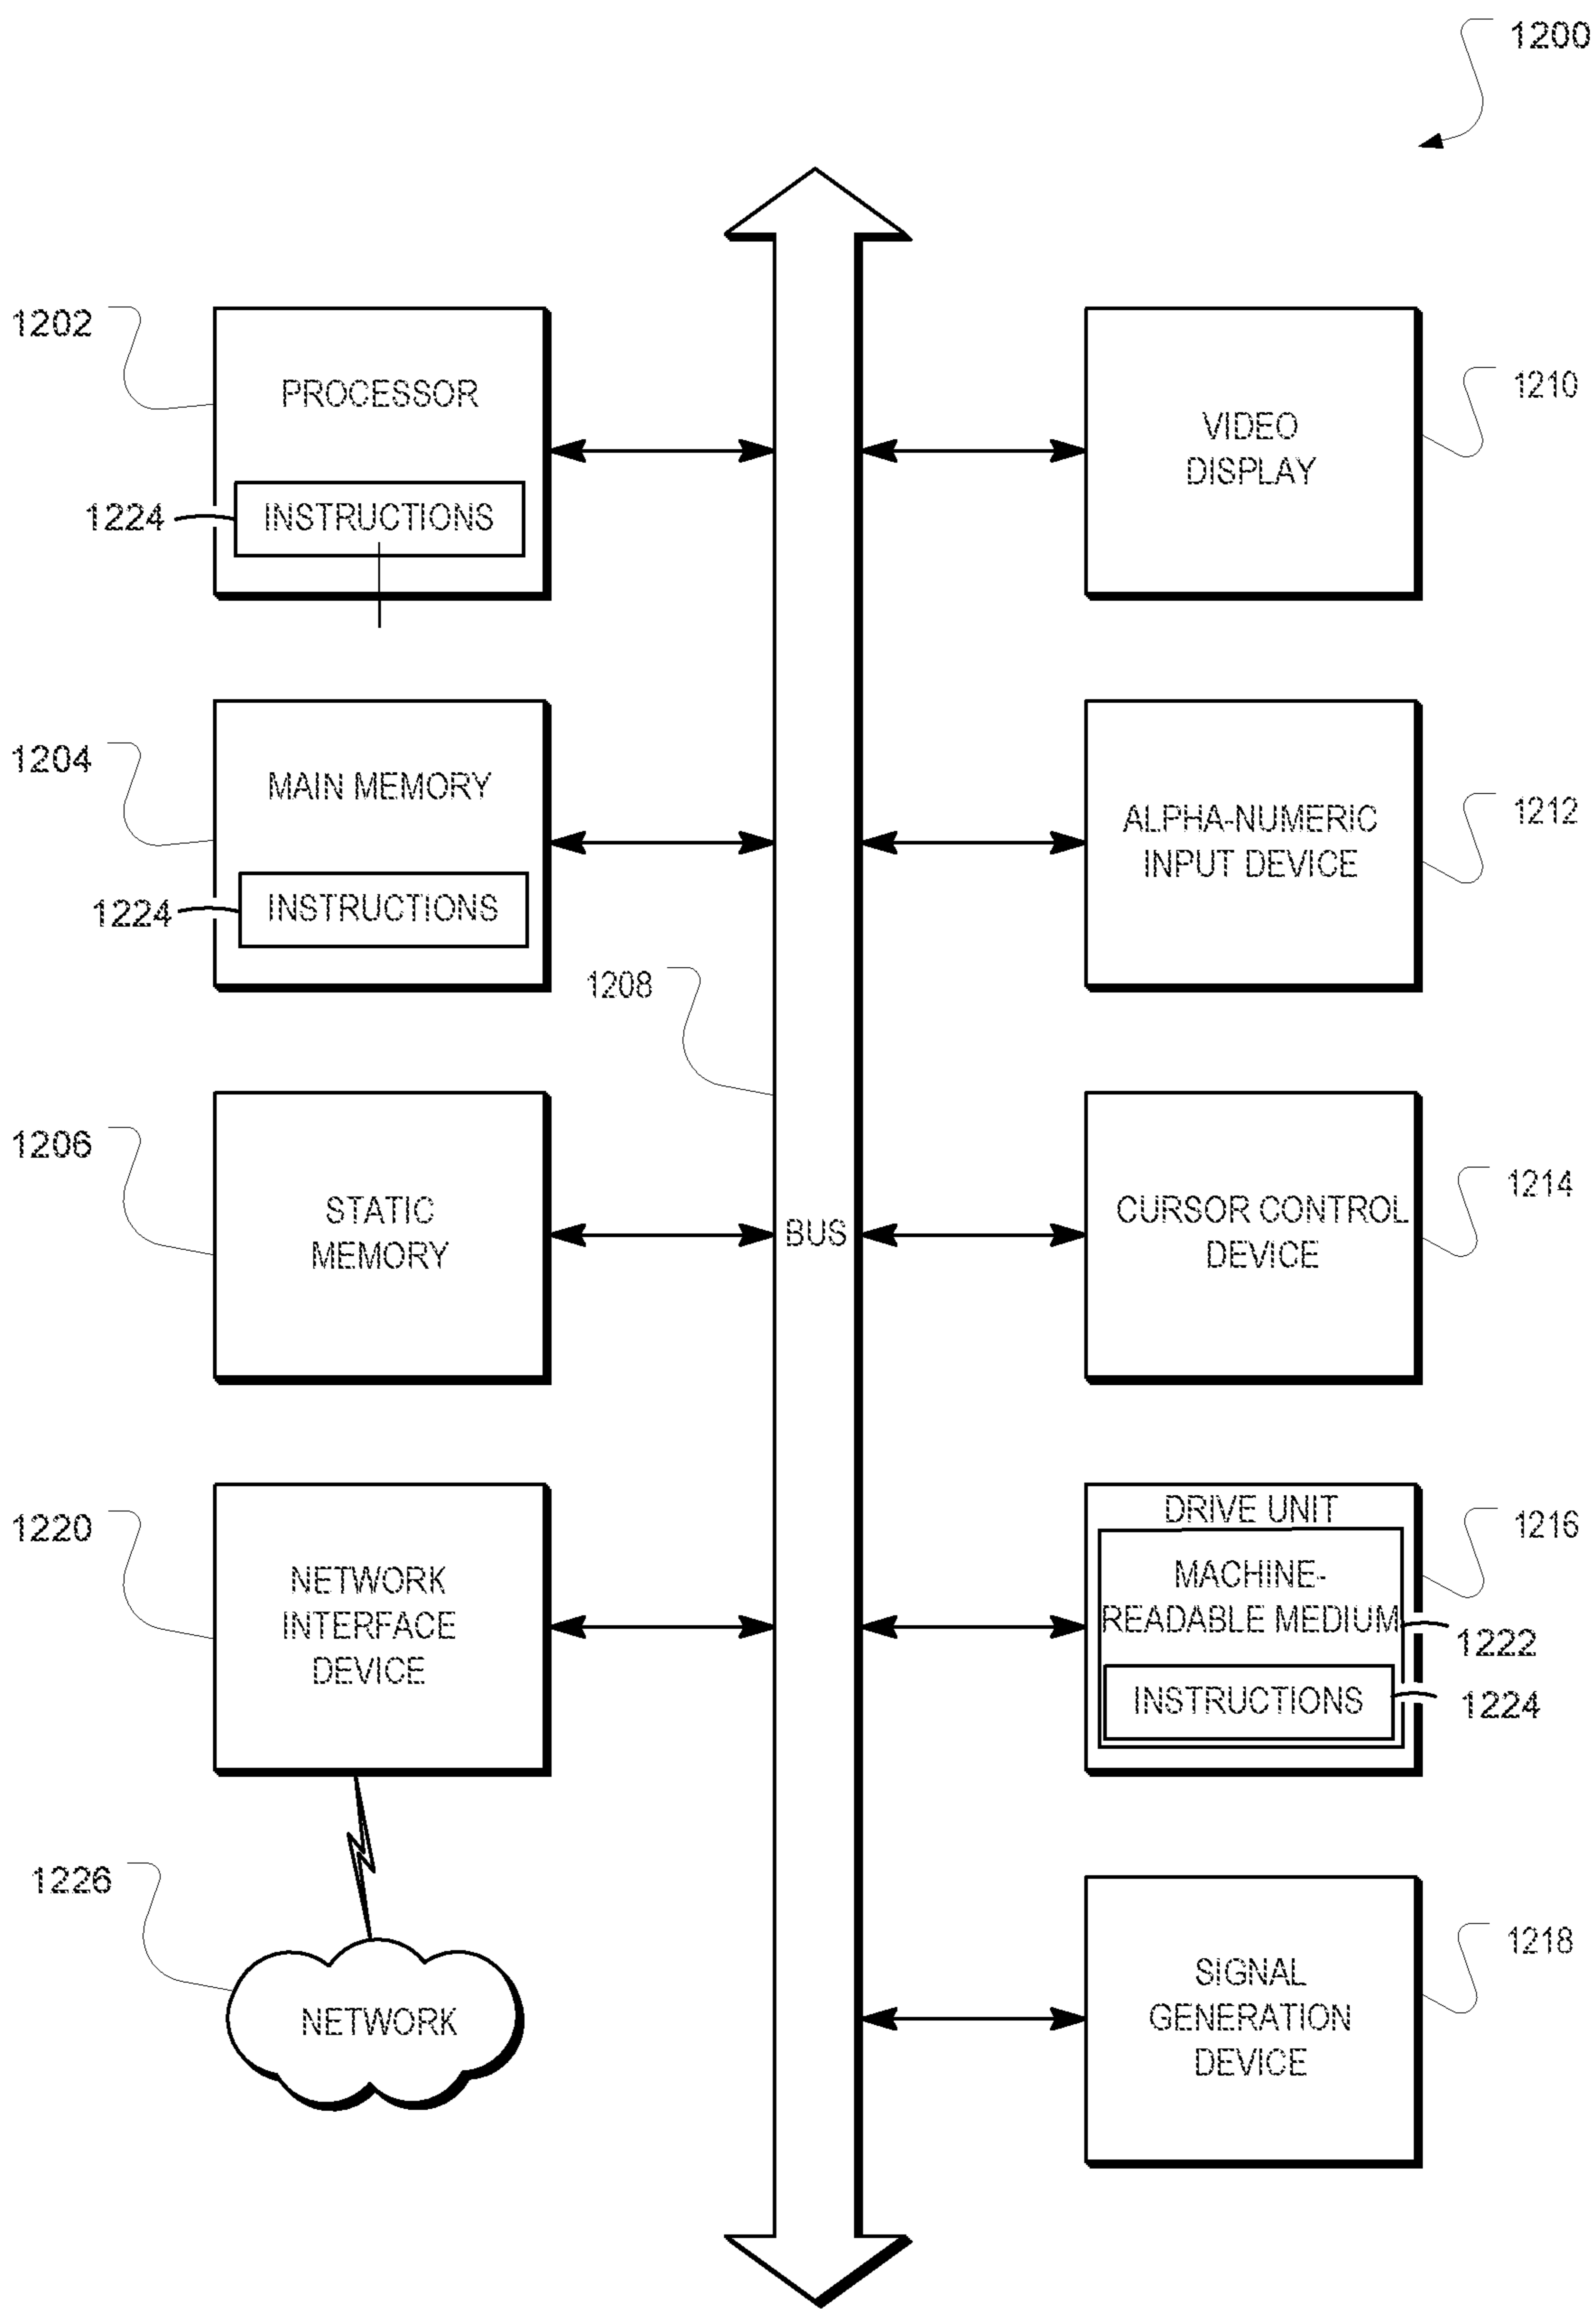 1200
1202
PROCESSOR
1224
INSTRUCTIONS
1210
VIDEO
DISPLAY
1204
MAIN MEMORY
1224
INSTRUCTIONS
1212
ALPHA-NUMERIC
INPUT DEVICE
1208
BUS
1206
STATIC
MEMORY
1214
CURSOR CONTROL
DEVICE
1220
NETWORK
INTERFACE
DEVICE
DRIVE UNIT
1216
MACHINE-
READABLE MEDIUM
1222
INSTRUCTIONS
1224
1226
NETWORK
1218
SIGNAL
GENERATION
DEVICE